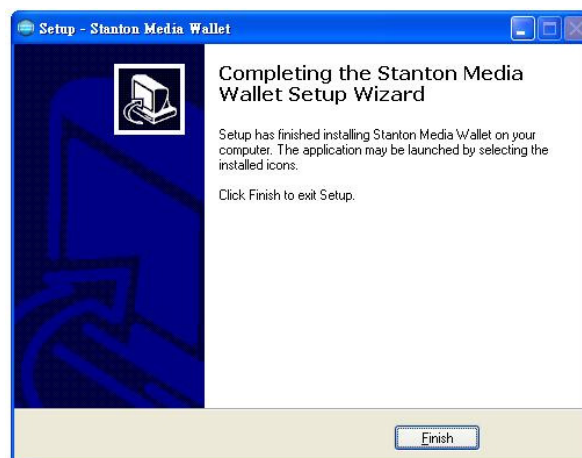 Setup - Stanton Media Wallet
Completing the Stanton Media
Wallet Setup Wizard
Setup has finished installing Stanton Media Wallet on your
computer. The application may be launched by selecting the
installed icons.
Click Finish to exit Setup.
Finish